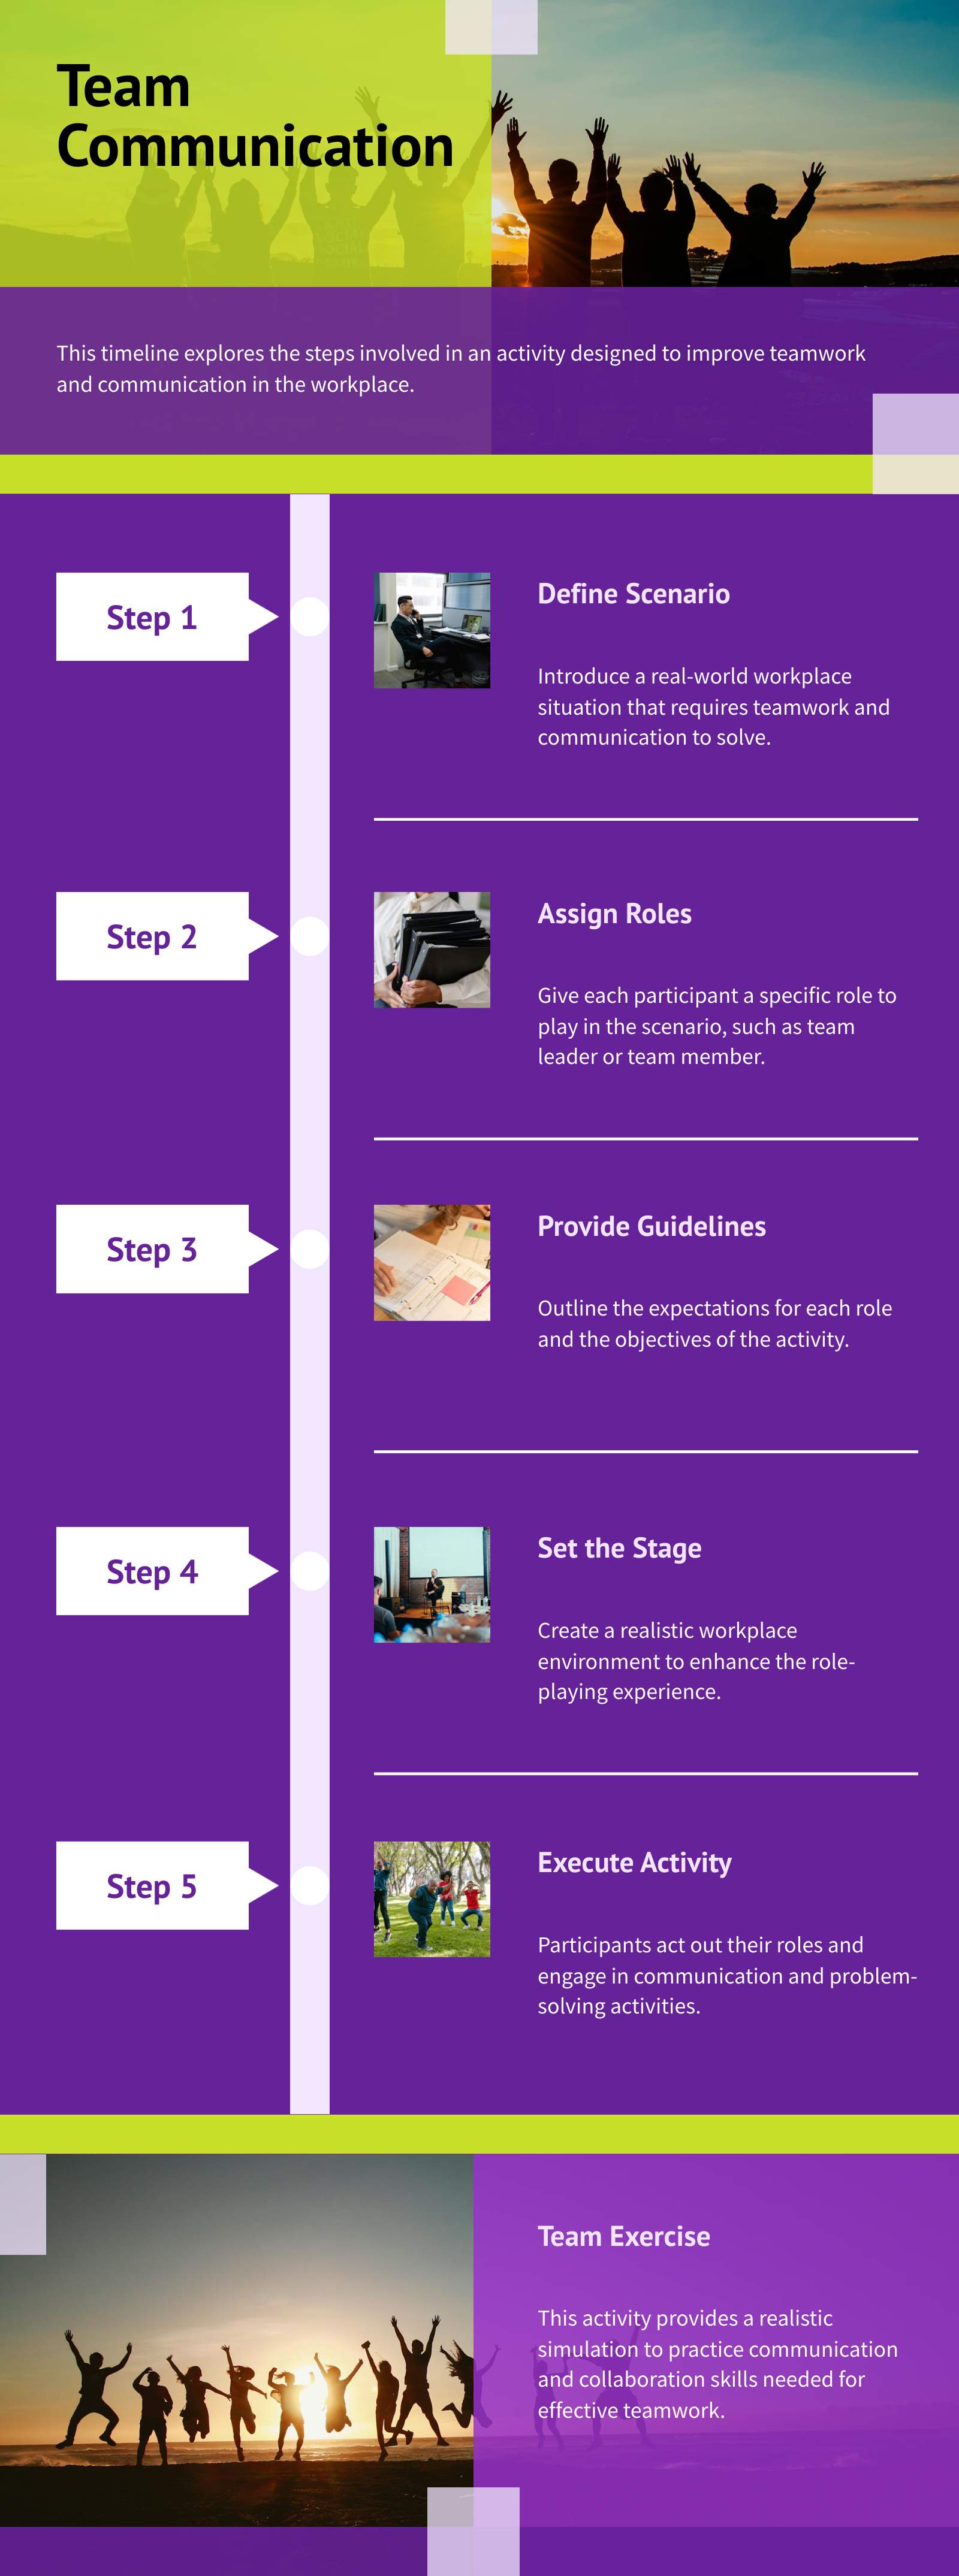 Team
Communication
This timeline explores the steps involved in an activity designed to improve teamwork
and communication in the workplace.
Step 1
Define Scenario
Introduce a real-world workplace
situation that requires teamwork and
communication to solve.
Step 2
Assign Roles
Give each participant a specific role to
play in the scenario, such as team
leader or team member.
Step 3
Provide Guidelines
Outline the expectations for each role
and the objectives of the activity.
Step 4
Set the Stage
Create a realistic workplace
environment to enhance the role-
playing experience.
Step 5
Execute Activity
Participants act out their roles and
engage in communication and problem-
solving activities.
Team Exercise
This activity provides a realistic
simulation to practice communication
and collaboration skills needed for
effective teamwork.